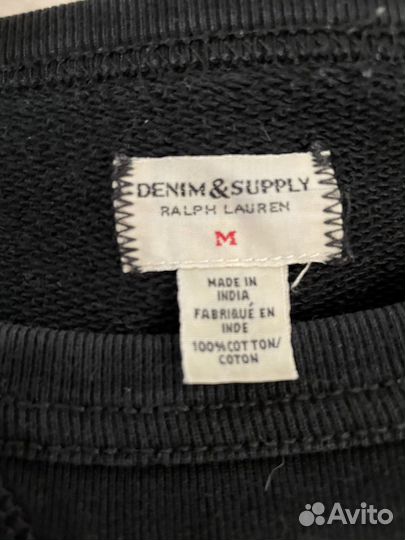 DENIM & SUPPLY
RALPH LAUREN
M
MADE IN
INDIA
FABRIQUÉ EN
INDE
100% COTTON/
COTON
Avito